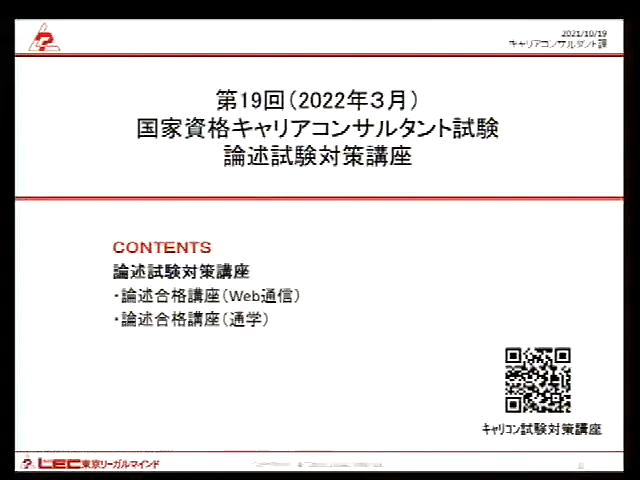 2021/10/19
キャリアコンサルタント課
第19回(2022年３月)
国家資格キャリアコンサルタント試験
論述試験対策講座
CONTENTS
論述試験対策講座
・論述合格講座(Web通信)
・論述合格講座(通学)
キャリコン試験対策講座
LEC東京リーガルマインド